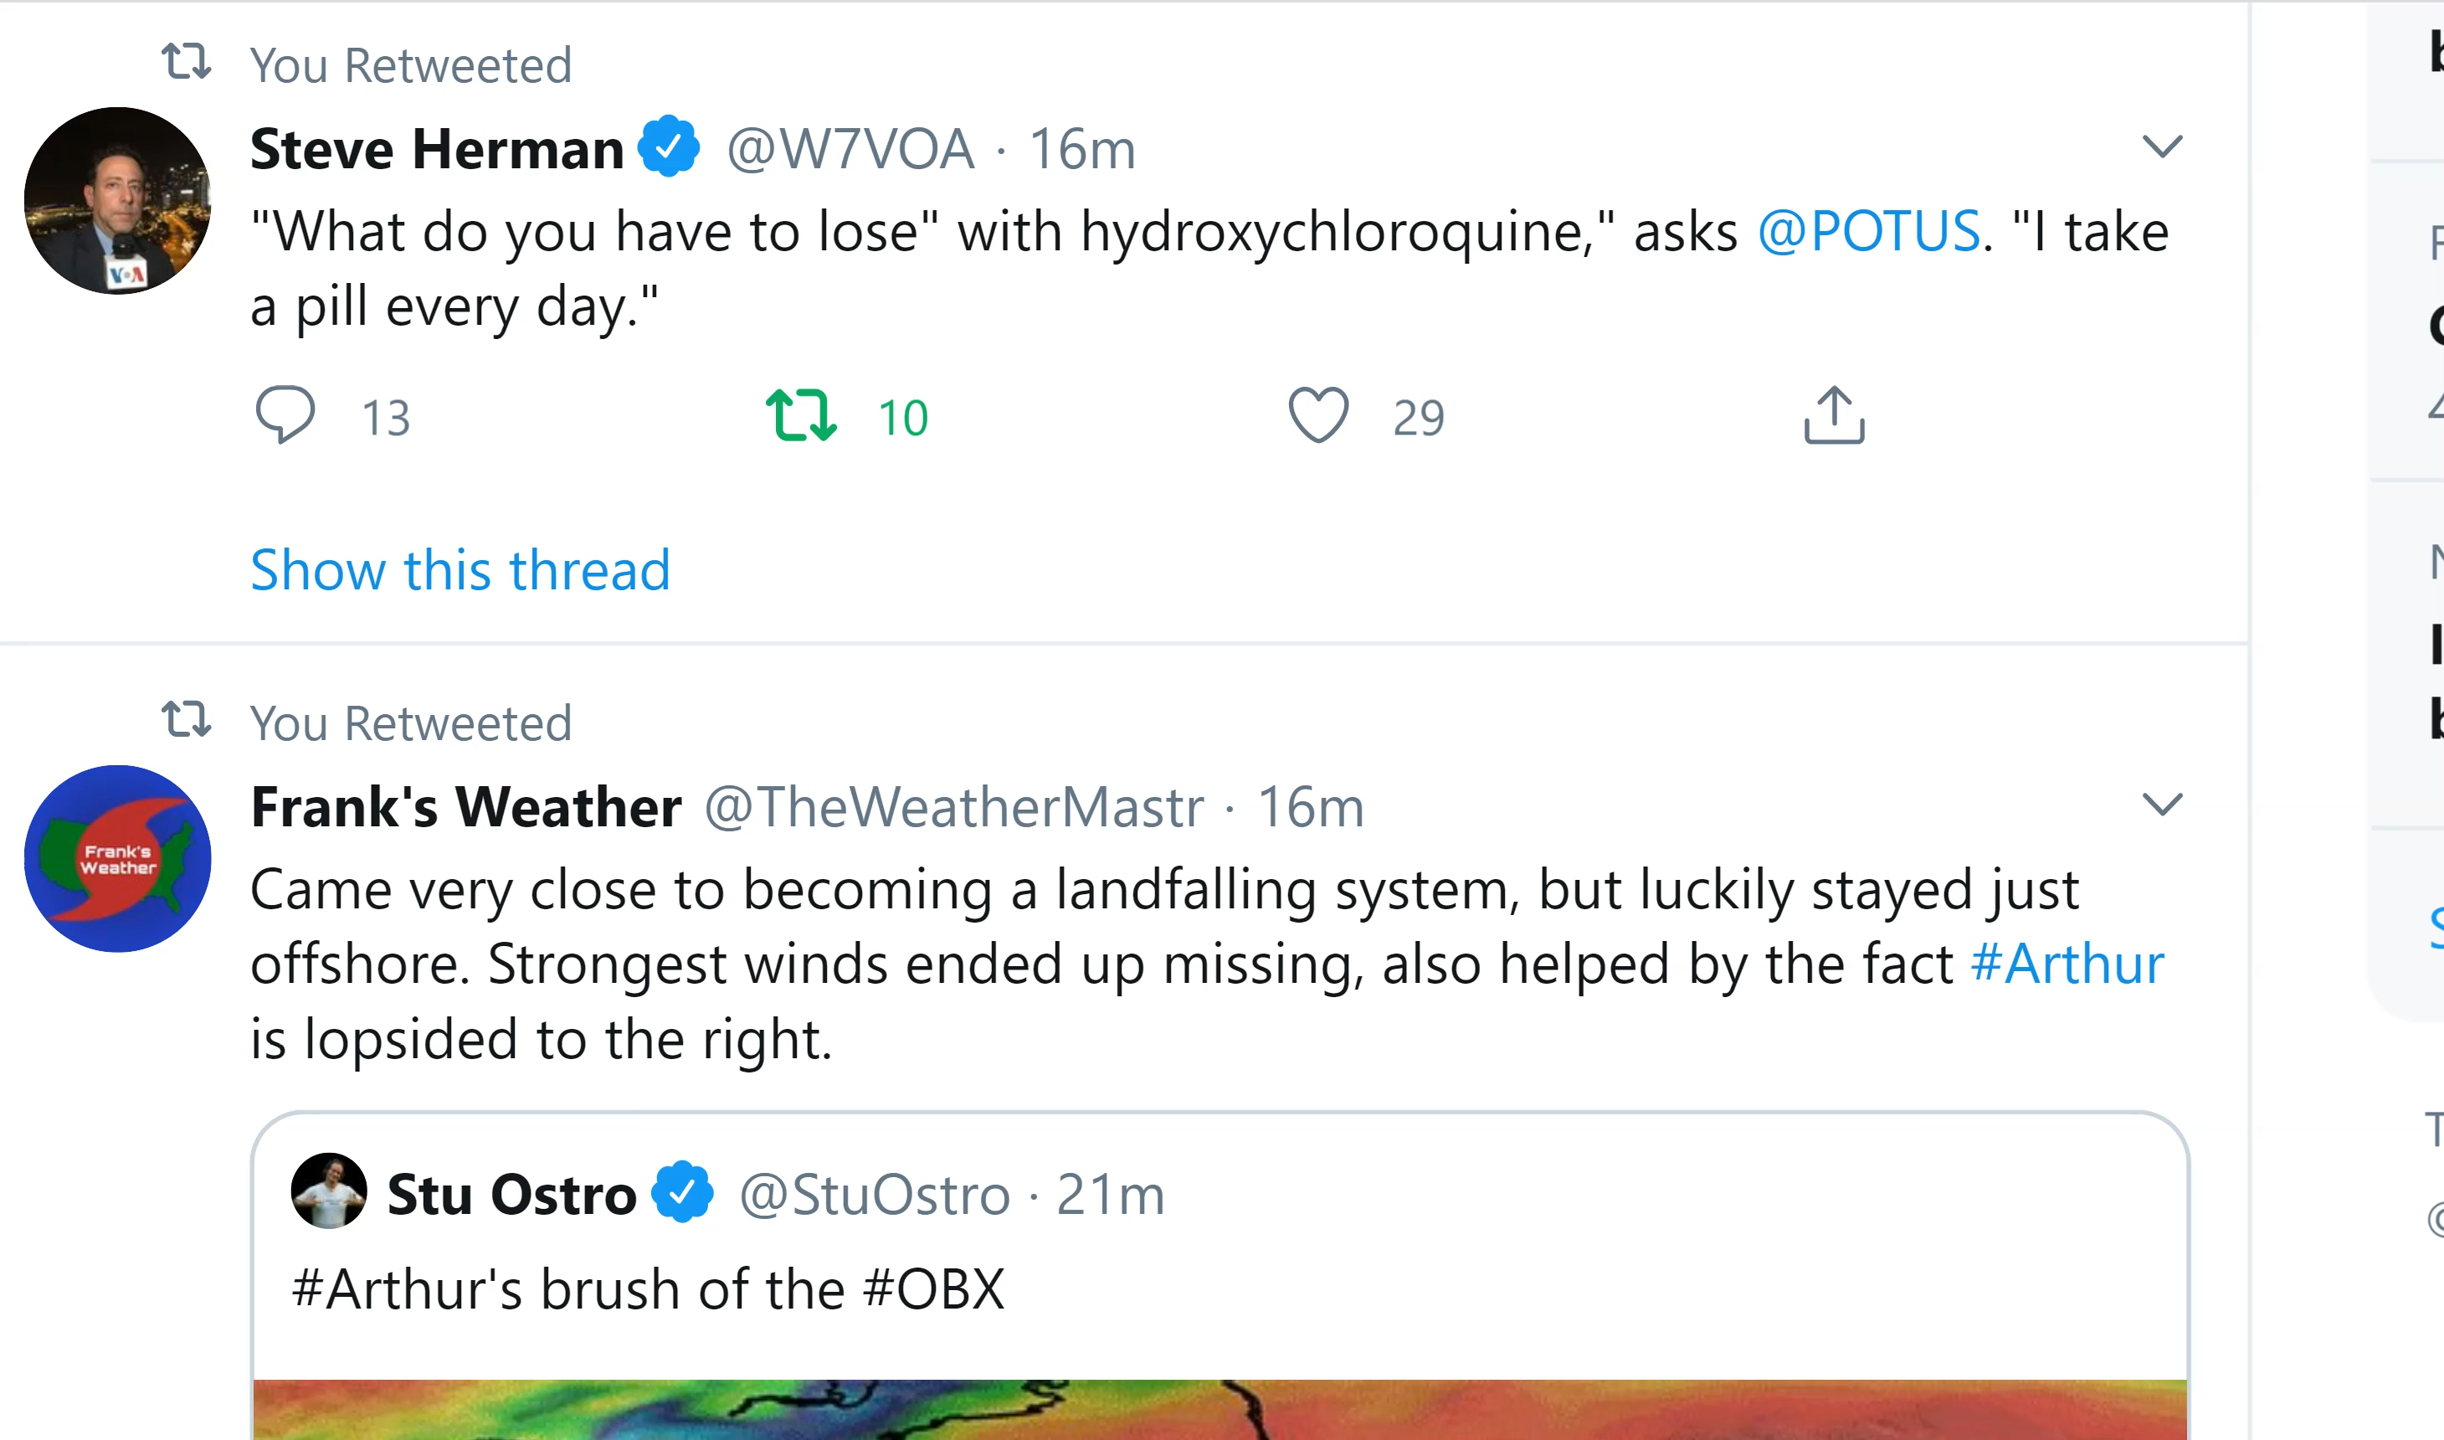 You Retweeted
Steve Herman @W7VOA · 16m
"What do you have to lose" with hydroxychloroquine," asks @POTUS. "I take
a pill every day."
13 10 29
Show this thread
You Retweeted
Frank's Weather @TheWeatherMastr · 16m
Came very close to becoming a landfalling system, but luckily stayed just
offshore. Strongest winds ended up missing, also helped by the fact #Arthur
is lopsided to the right.
Stu Ostro @StuOstro · 21m
#Arthur's brush of the #OBX
VOA
Frank's
Weather